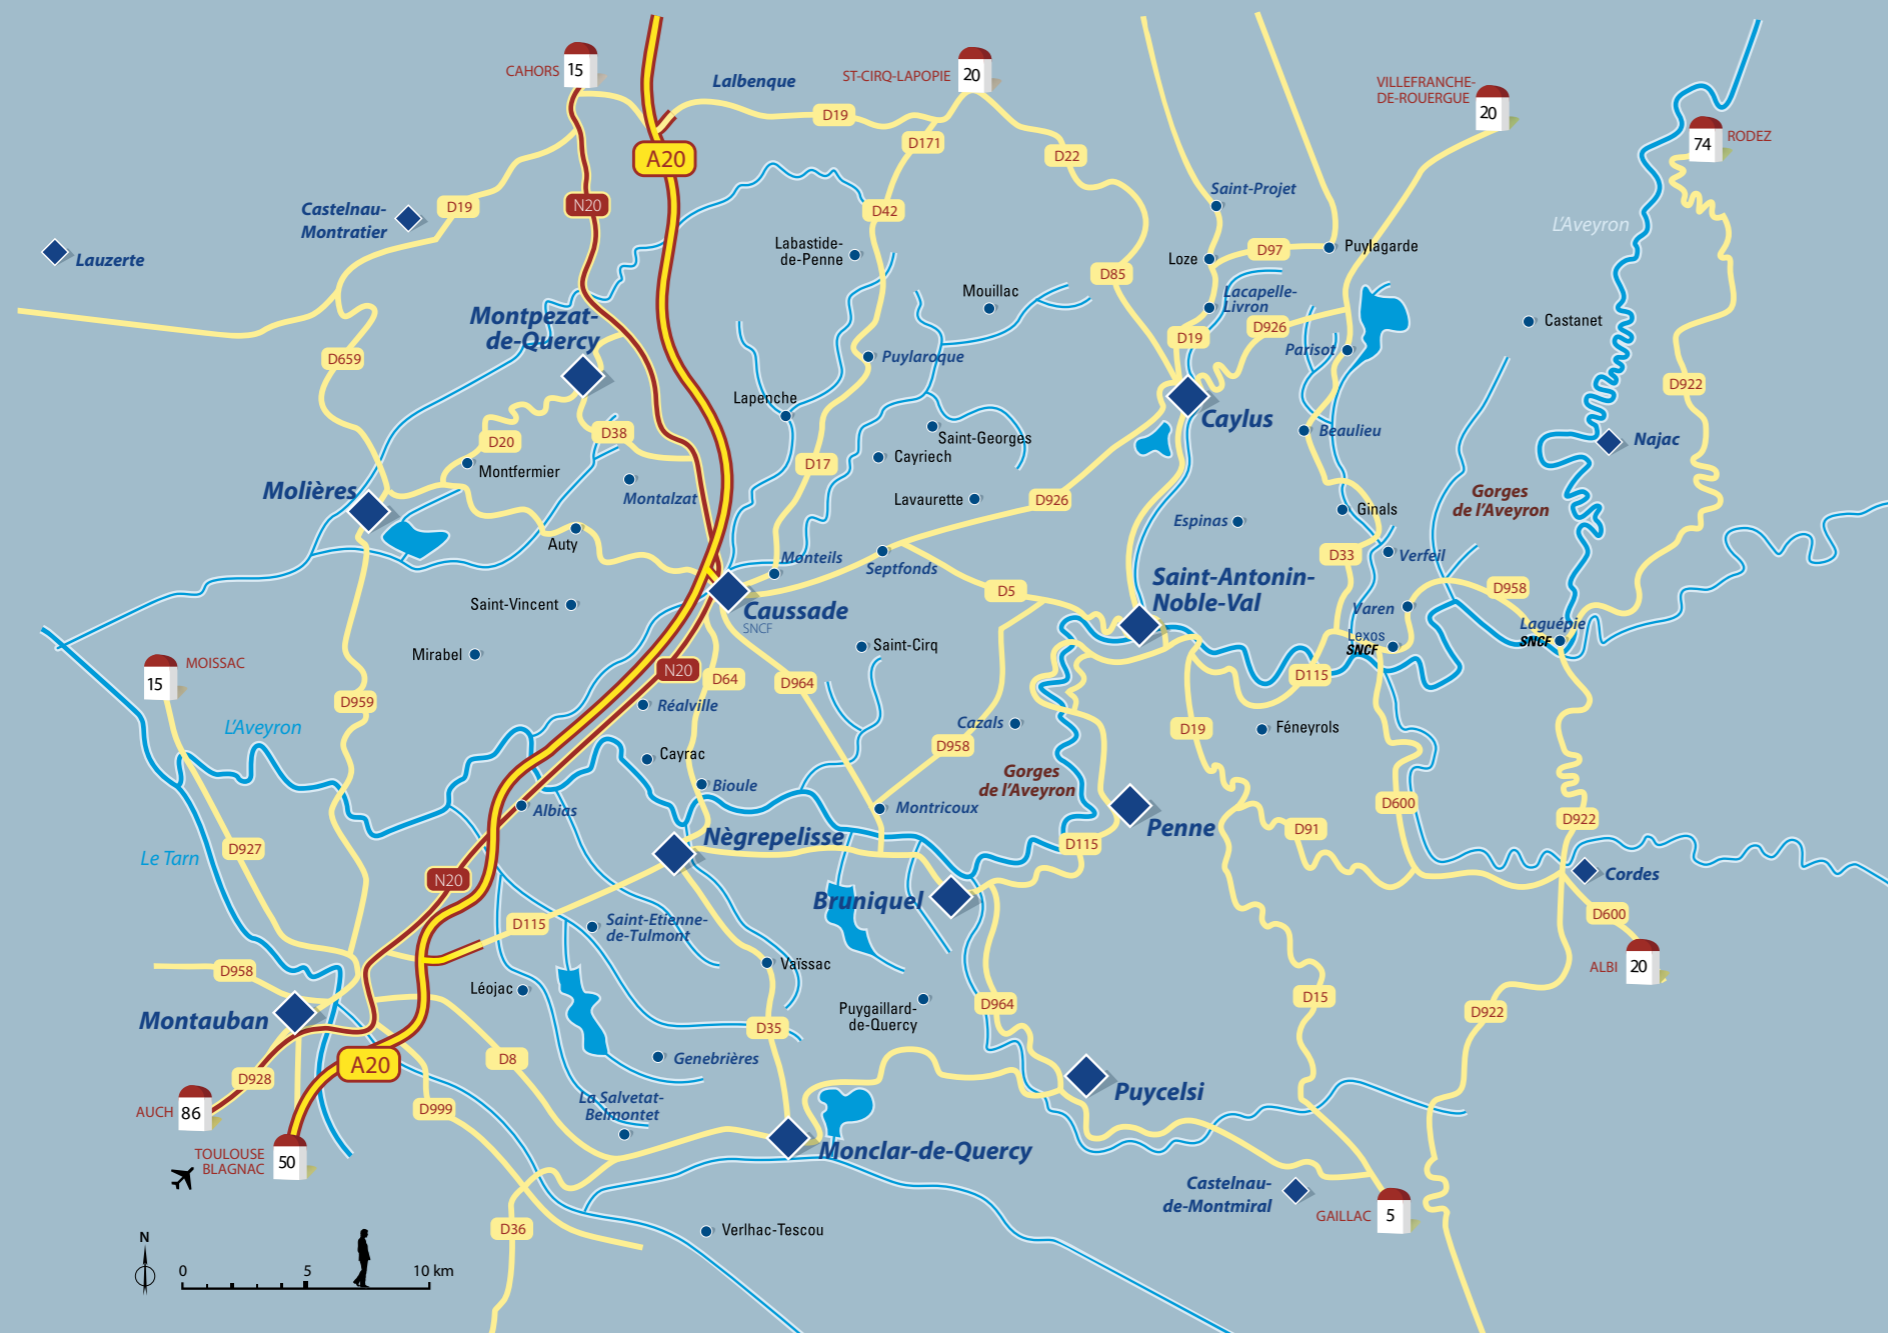 CAHORS 15
Lalbenque
ST-CIRQ-LAPOPIE 20
VILLEFRANCHE-
DE-ROUERGUE
20
74 RODEZ
D19
D171
D22
A20
Castelnau-
Montratier
D19
N20
D42
Saint-Projet
L'Aveyron
Lauzerte
Labastide-
de-Penne
Loze
D97
Puylagarde
D85
Mouillac
Lacapelle-
Livron
Montpezat-
de-Quercy
D19
D926
Castanet
D659
Puylaroque
Parisot
D922
Lapenche
Caylus
Beaulieu
Najac
D20
D38
Saint-Georges
Cayriech
D17
Montfermier
Molières
Montalzat
Lavaurette
D926
Gorges
de l'Aveyron
Espinas
Ginals
Auty
Monteils
Septfonds
D33
Verfeil
Saint-Antonin-
Noble-Val
D5
D958
Saint-Vincent
Caussade
SNCF
Varen
Laguépie
SNCF
Lexos
SNCF
Mirabel
Saint-Cirq
MOISSAC
15
N20
D64
D964
D115
D959
Réalville
L'Aveyron
Cazals
D19
Féneyrols
D958
Cayrac
Gorges
de l'Aveyron
Bioule
Albias
Montricoux
D600
D922
Penne
D91
Nègrepelisse
D115
D927
Le Tarn
N20
Cordes
Bruniquel
D115
Saint-Etienne-
de-Tulmont
D600
Vaïssac
ALBI 20
D958
Léojac
D15
Puygaillard-
de-Quercy
D964
D922
Montauban
D35
D8
Genebrières
A20
D928
Puycelsi
La Salvetat-
Belmontet
AUCH 86
D999
TOULOUSE
BLAGNAC
50
Monclar-de-Quercy
Castelnau-
de-Montmiral
GAILLAC 5
D36
Verlhac-Tescou
N
0 5 10 km